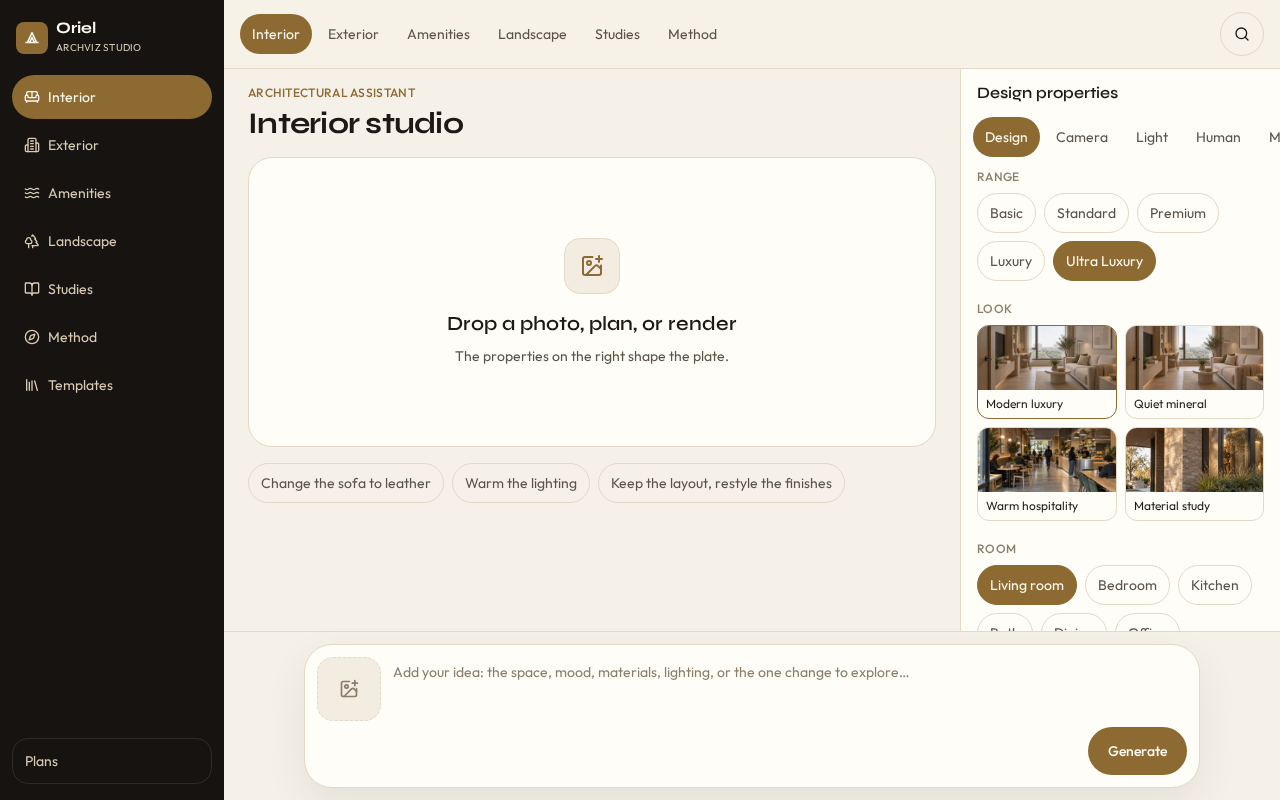 Oriel
ARCHVIZ STUDIO
Interior
Exterior
Amenities
Landscape
Studies
Method
Templates
Plans
Interior
Exterior
Amenities
Landscape
Studies
Method
ARCHITECTURAL ASSISTANT
Interior studio
Drop a photo, plan, or render
The properties on the right shape the plate.
Change the sofa to leather
Warm the lighting
Keep the layout, restyle the finishes
Design properties
Design
Camera
Light
Human
RANGE
Basic
Standard
Premium
Luxury
Ultra Luxury
LOOK
Modern luxury
Quiet mineral
Warm hospitality
Material study
ROOM
Living room
Bedroom
Kitchen
Add your idea: the space, mood, materials, lighting, or the one change to explore…
Generate